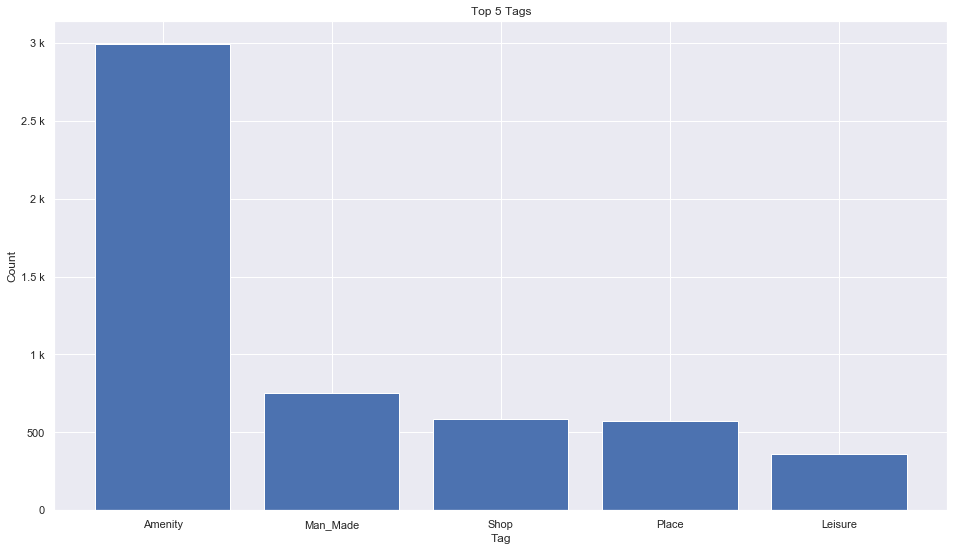 Top 5 Tags
3 k
2.5 k
2 k
1.5 k
1 k
500
0
Count
Amenity Man_Made Shop Place Leisure
Tag